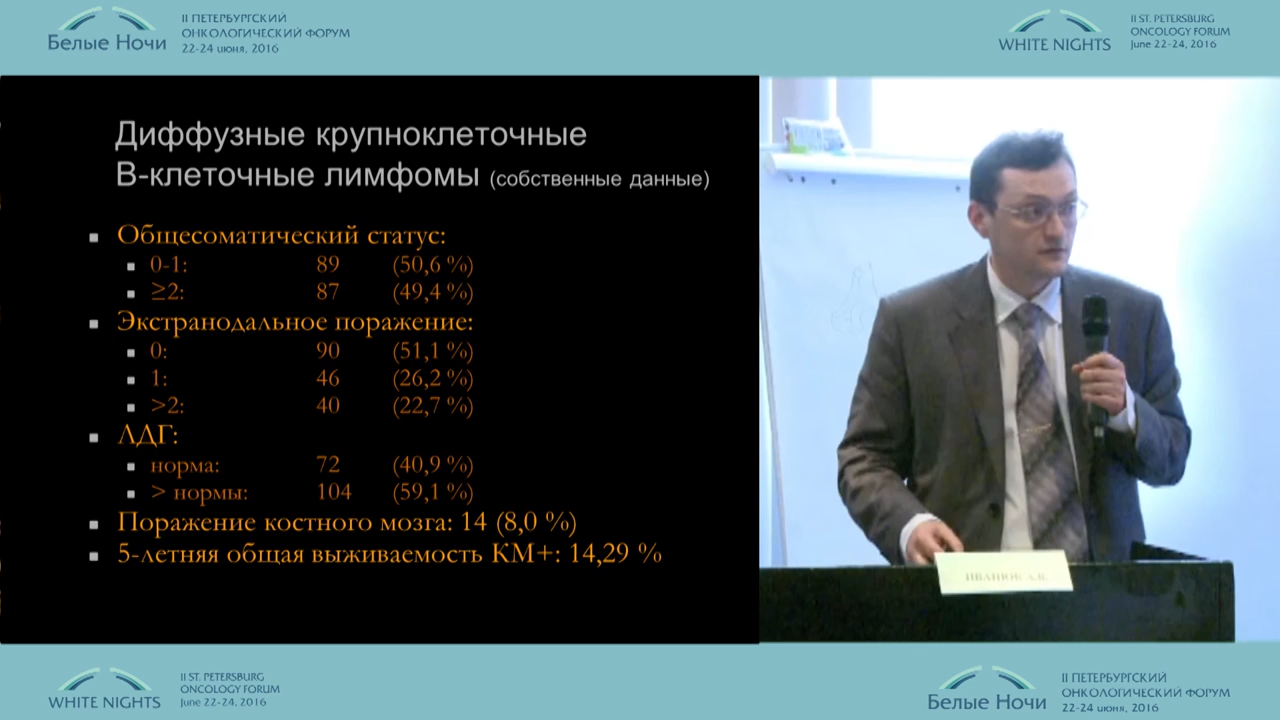 Белые Ночи
II ПЕТЕРБУРГСКИЙ
ОНКОЛОГИЧЕСКИЙ ФОРУМ
22-24 июня, 2016
WHITE NIGHTS
II ST. PETERSBURG
ONCOLOGY FORUM
June 22-24, 2016
Диффузные крупноклеточные
В-клеточные лимфомы (собственные данные)
Общесоматический статус:
0-1: 89 (50,6 %)
≥2: 87 (49,4 %)
Экстранодальное поражение:
0: 90 (51,1 %)
1: 46 (26,2 %)
>2: 40 (22,7 %)
ЛДГ:
норма: 72 (40,9 %)
> нормы: 104 (59,1 %)
Поражение костного мозга: 14 (8,0 %)
5-летняя общая выживаемость КМ+: 14,29 %
WHITE NIGHTS
II ST. PETERSBURG
ONCOLOGY FORUM
June 22-24, 2016
Белые Ночи
II ПЕТЕРБУРГСКИЙ
ОНКОЛОГИЧЕСКИЙ ФОРУМ
22-24 июня, 2016